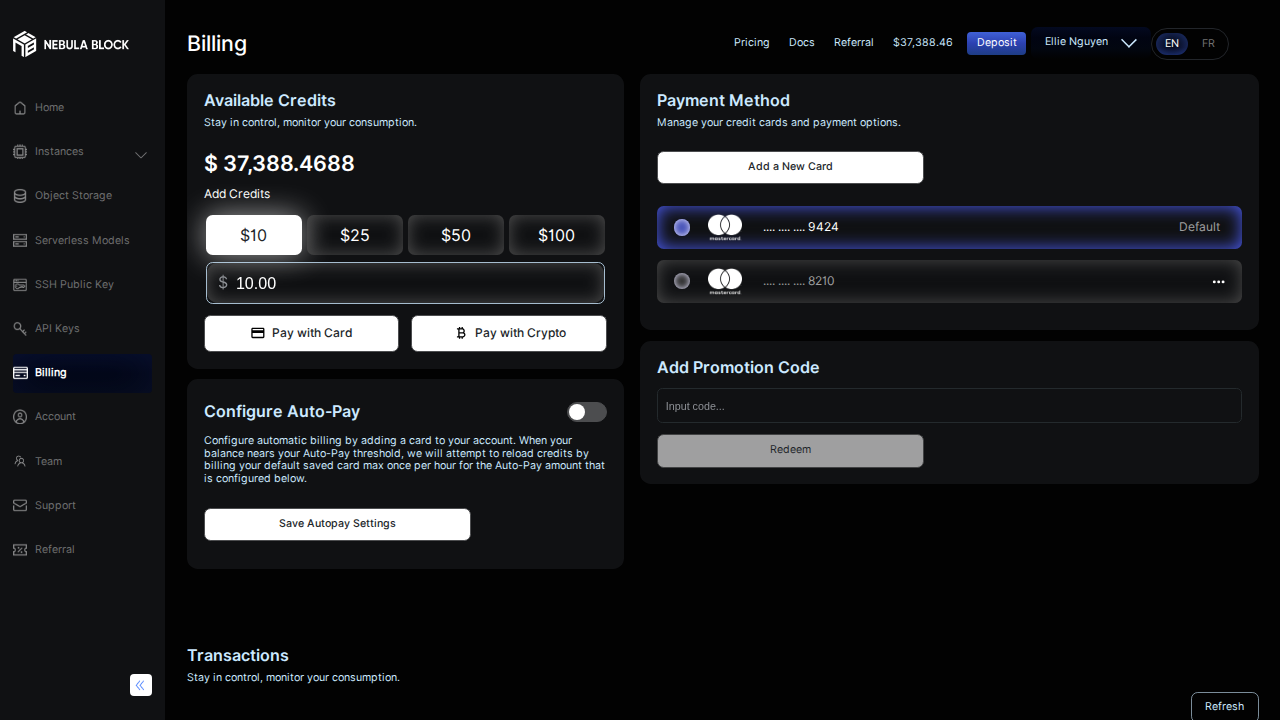 NEBULA BLOCK
Home
Instances
Object Storage
Serverless Models
SSH Public Key
API Keys
Billing
Account
Team
Support
Referral
Billing
Pricing
Docs
Referral
$37,388.46
Deposit
Ellie Nguyen
EN
FR
Available Credits
Stay in control, monitor your consumption.
$ 37,388.4688
Add Credits
$10
$25
$50
$100
$ 10.00
Pay with Card
Pay with Crypto
Configure Auto-Pay
Configure automatic billing by adding a card to your account. When your
balance nears your Auto-Pay threshold, we will attempt to reload credits by
billing your default saved card max once per hour for the Auto-Pay amount that
is configured below.
Save Autopay Settings
Payment Method
Manage your credit cards and payment options.
Add a New Card
mastercard
.... .... .... 9424
Default
mastercard
.... .... .... 8210
Add Promotion Code
Input code...
Redeem
Transactions
Stay in control, monitor your consumption.
Refresh